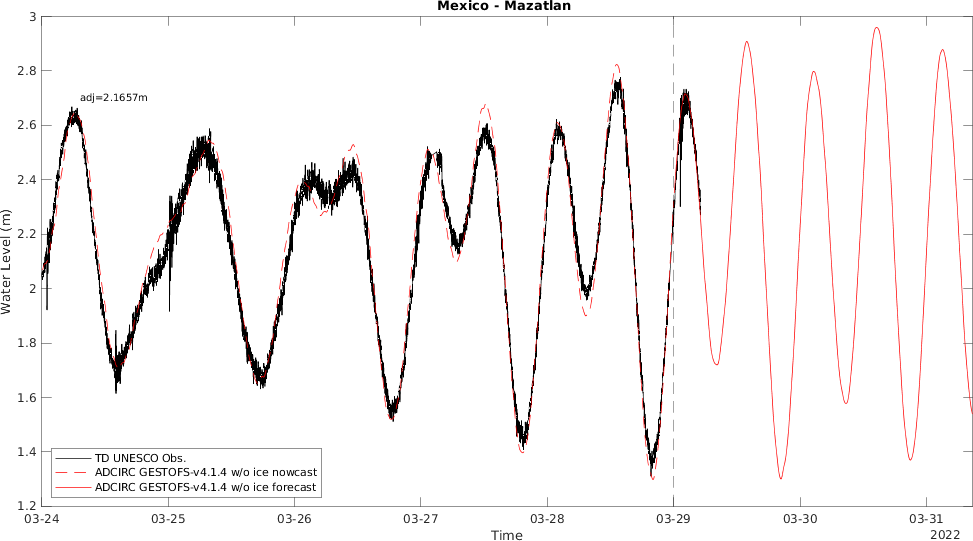 Mexico - Mazatlan
3
2.8
2.6
2.4
2.2
2
1.8
1.6
1.4
1.2
Water Level (m)
adj=2.1657m
TD UNESCO Obs.
ADCIRC GESTOFS-v4.1.4 w/o ice nowcast
ADCIRC GESTOFS-v4.1.4 w/o ice forecast
03-24
03-25
03-26
03-27
03-28
03-29
03-30
03-31
Time
2022